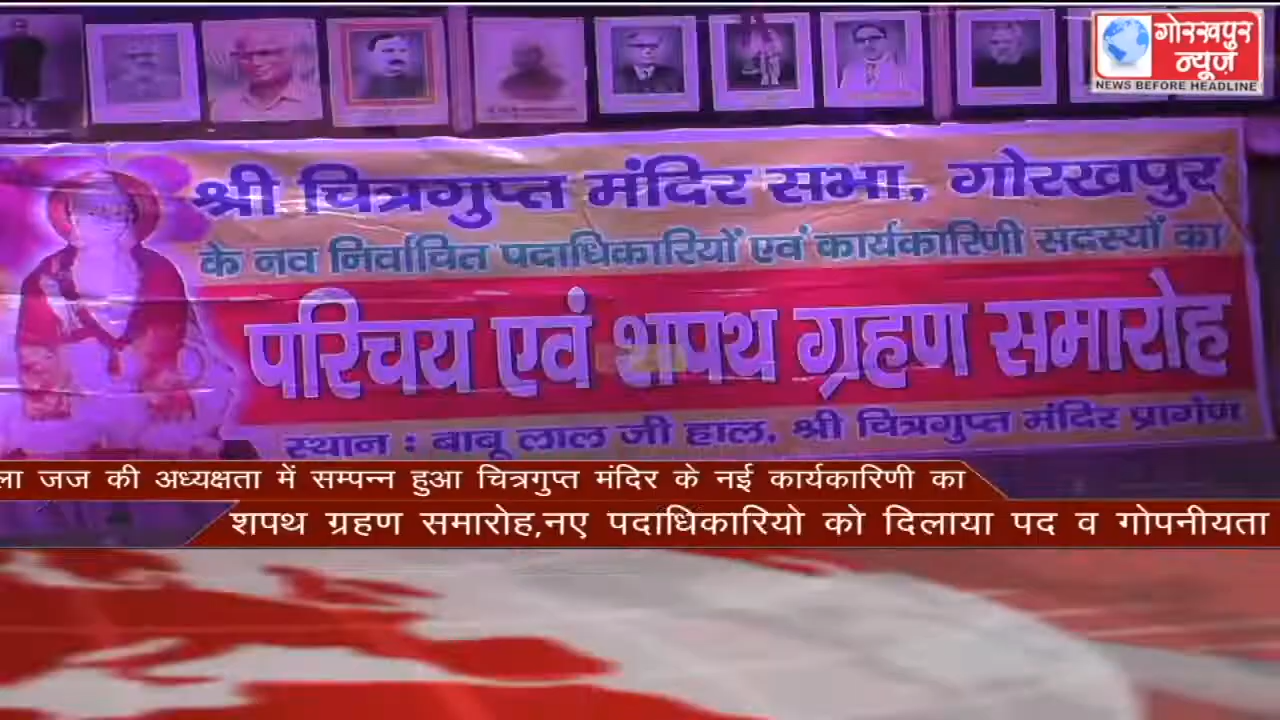 गोरखपुर
न्यूज़
NEWS BEFORE HEADLINE
श्री चित्रगुप्त मंदिर सभा, गोरखपुर
के नव निर्वाचित पदाधिकारियों एवं कार्यकारिणी सदस्यों का
परिचय एवं शपथ ग्रहण समारोह
स्थान : बाबू लाल जी हाल, श्री चित्रगुप्त मंदिर प्रागंण
ला जज की अध्यक्षता में सम्पन्न हुआ चित्रगुप्त मंदिर के नई कार्यकारिणी का
शपथ ग्रहण समारोह,नए पदाधिकारियो को दिलाया पद व गोपनीयता